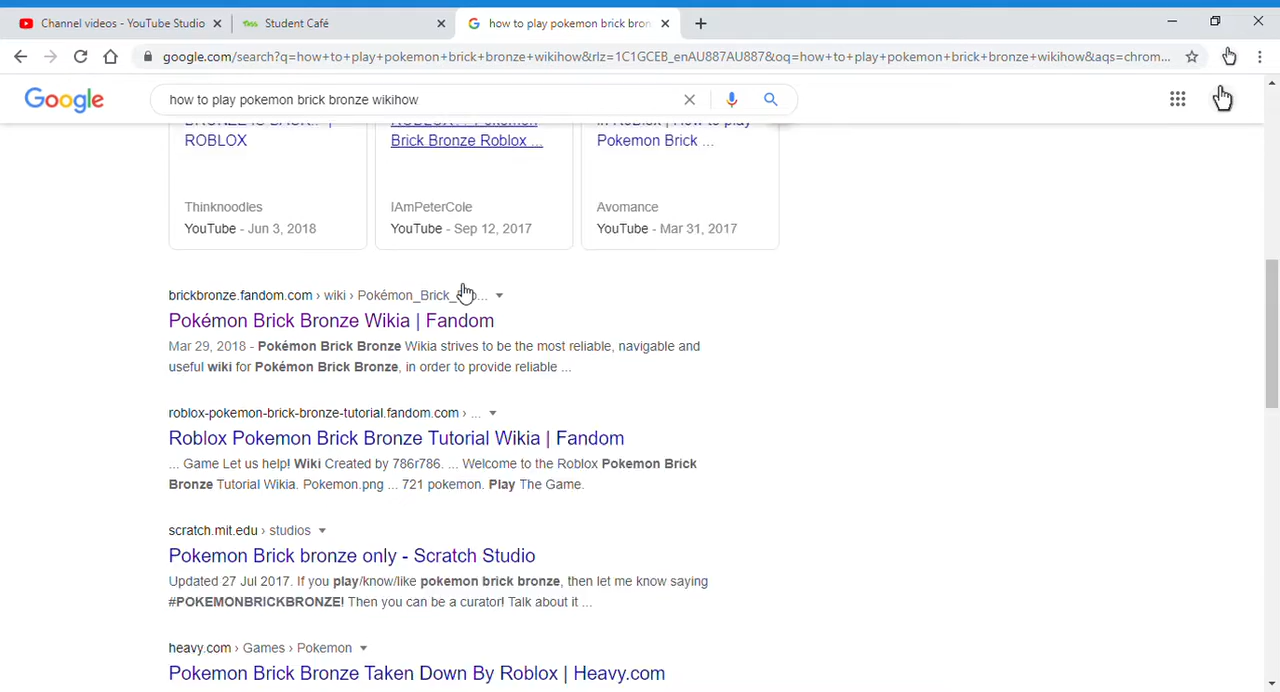 Channel videos - YouTube Studio
Student Café
how to play pokemon brick bron
google.com/search?q=how+to+play+pokemon+brick+bronze+wikihow&rlz=1C1GCEB_enAU887AU887&oq=how+to+play+pokemon+brick+bronze+wikihow&aqs=chrom...
Google
how to play pokemon brick bronze wikihow
BRONZE IS BACK.. |
ROBLOX
Brick Bronze Roblox ...
in Roblox | How to play
Pokemon Brick ...
Thinknoodles
YouTube - Jun 3, 2018
IAmPeterCole
YouTube - Sep 12, 2017
Avomance
YouTube - Mar 31, 2017
brickbronze.fandom.com › wiki › Pokémon_Brick_
Pokémon Brick Bronze Wikia | Fandom
Mar 29, 2018 - Pokémon Brick Bronze Wikia strives to be the most reliable, navigable and
useful wiki for Pokémon Brick Bronze, in order to provide reliable ...
roblox-pokemon-brick-bronze-tutorial.fandom.com › ...
Roblox Pokemon Brick Bronze Tutorial Wikia | Fandom
... Game Let us help! Wiki Created by 786r786. ... Welcome to the Roblox Pokemon Brick
Bronze Tutorial Wikia. Pokemon.png ... 721 pokemon. Play The Game.
scratch.mit.edu › studios
Pokemon Brick bronze only - Scratch Studio
Updated 27 Jul 2017. If you play/know/like pokemon brick bronze, then let me know saying
#POKEMONBRICKBRONZE! Then you can be a curator! Talk about it ...
heavy.com › Games › Pokemon
Pokemon Brick Bronze Taken Down By Roblox | Heavy.com